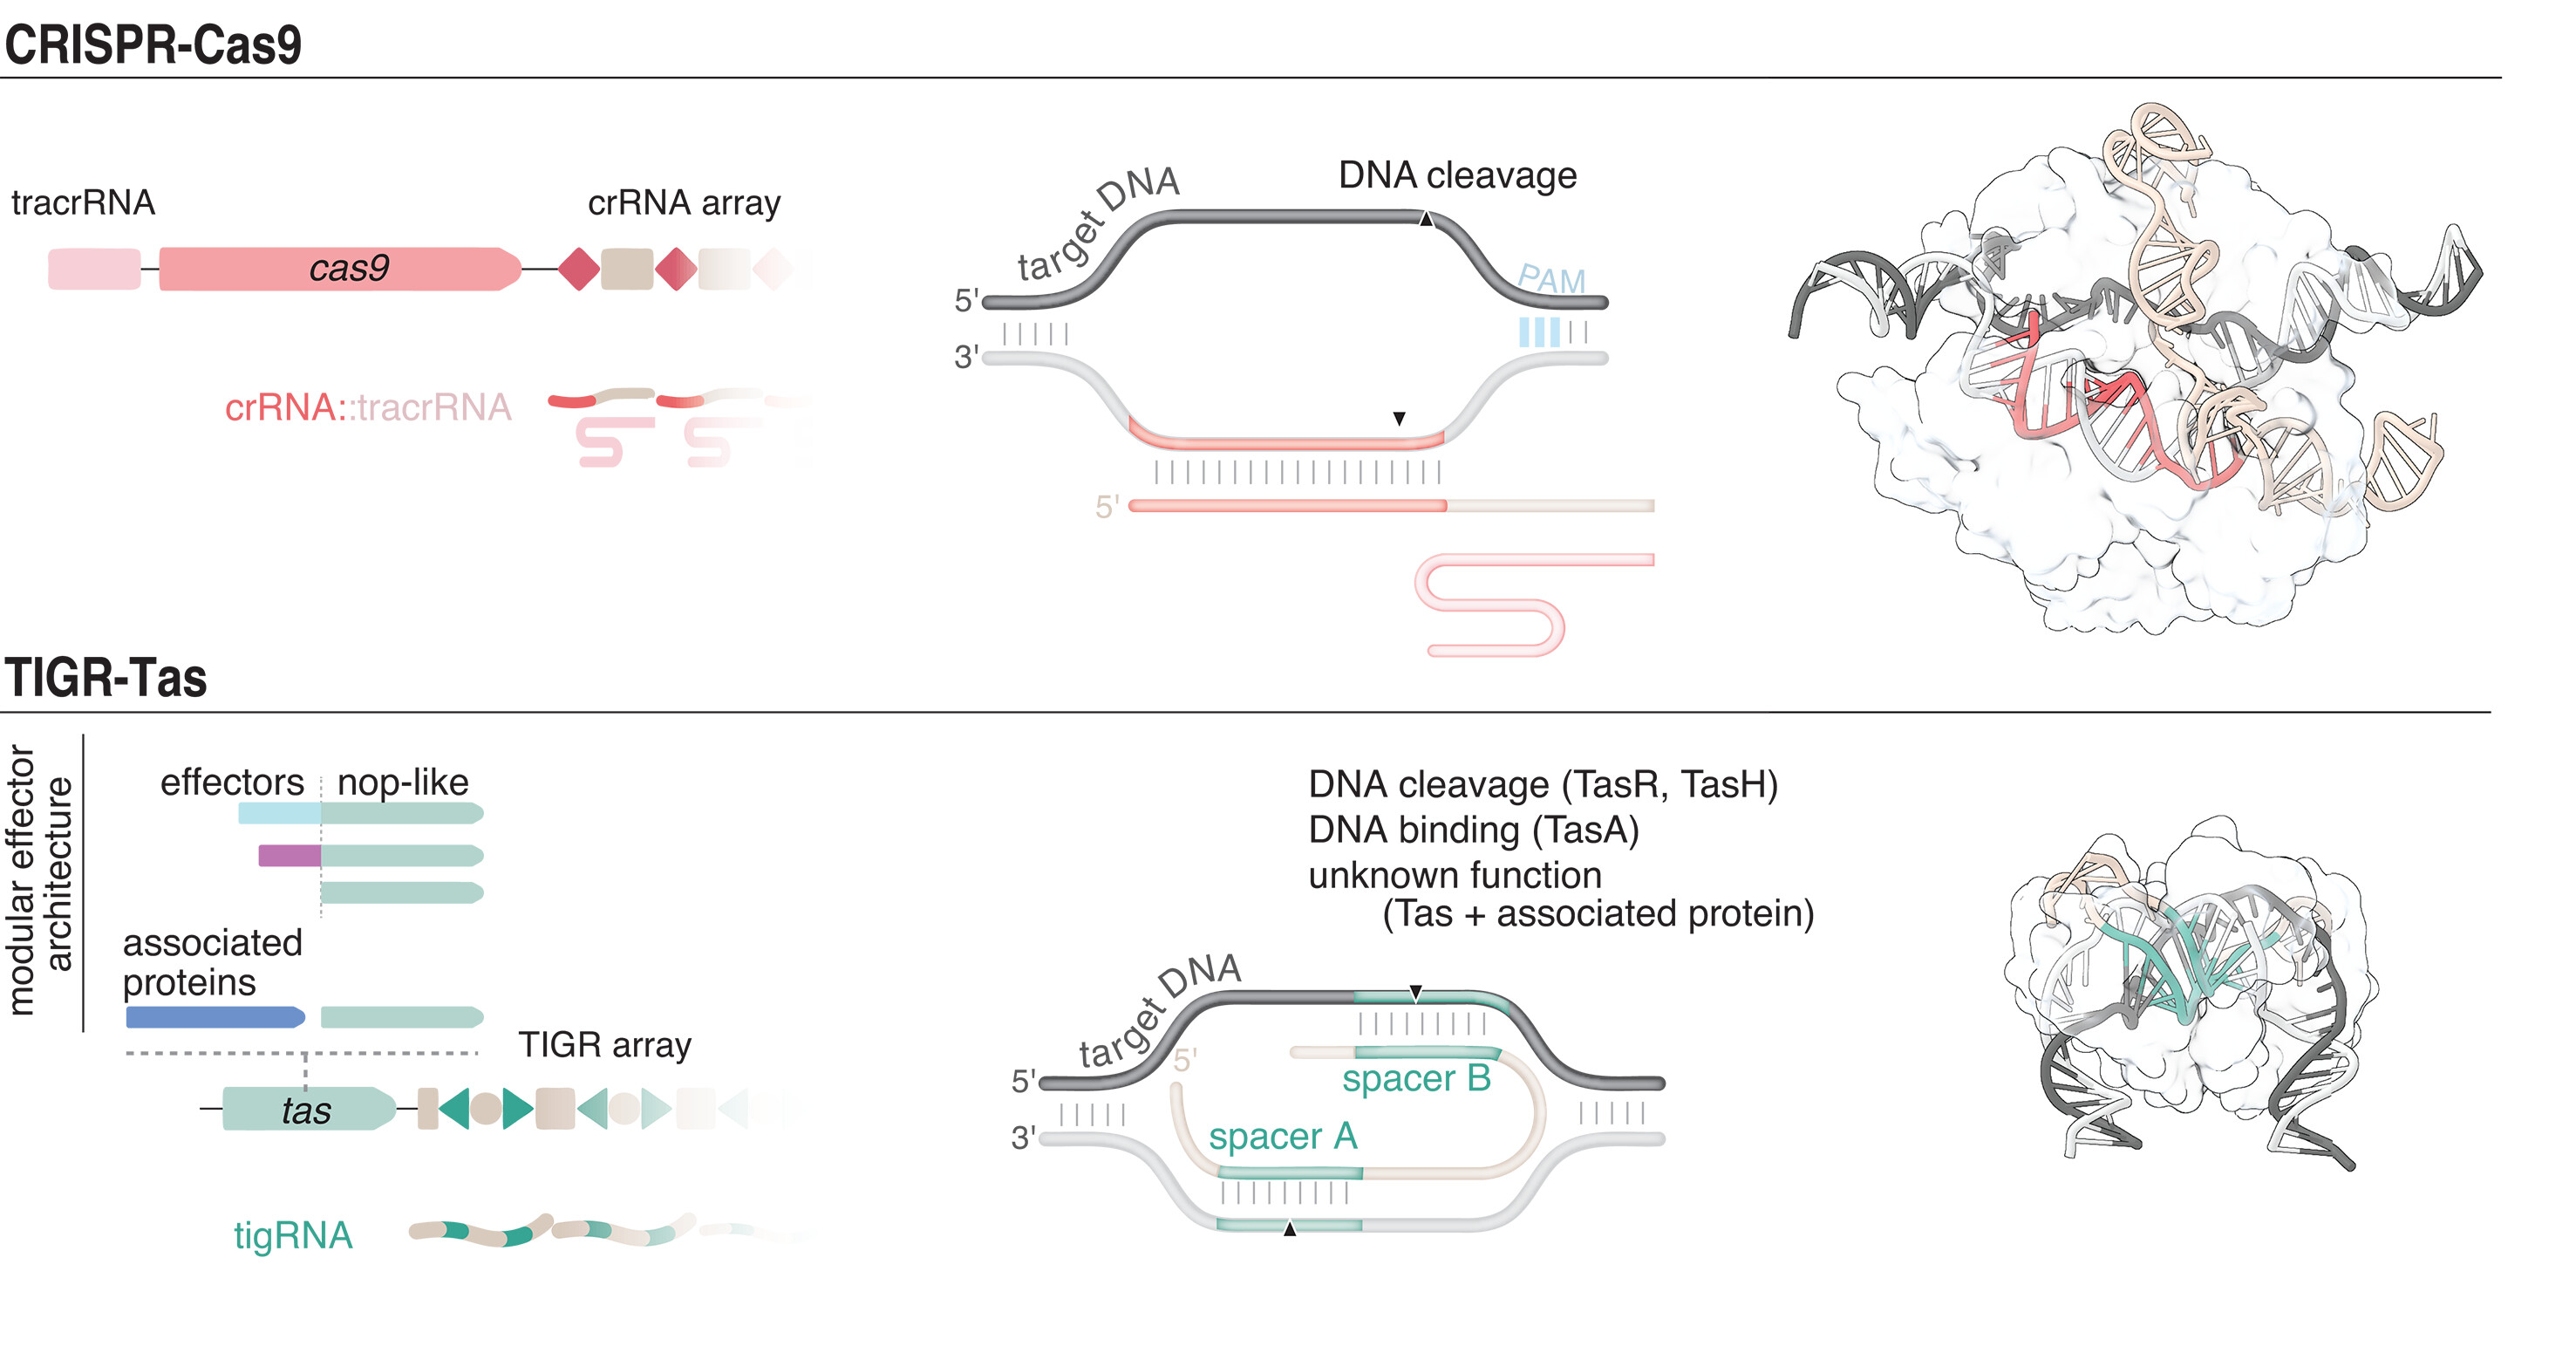 CRISPR-Cas9
tracrRNA
cas9
crRNA array
crRNA::tracrRNA
target DNA
DNA cleavage
PAM
5'
3'
5'
TIGR-Tas
modular effector
architecture
effectors
nop-like
associated
proteins
TIGR array
tas
tigRNA
DNA cleavage (TasR, TasH)
DNA binding (TasA)
unknown function
(Tas + associated protein)
target DNA
5'
5'
spacer B
3'
spacer A